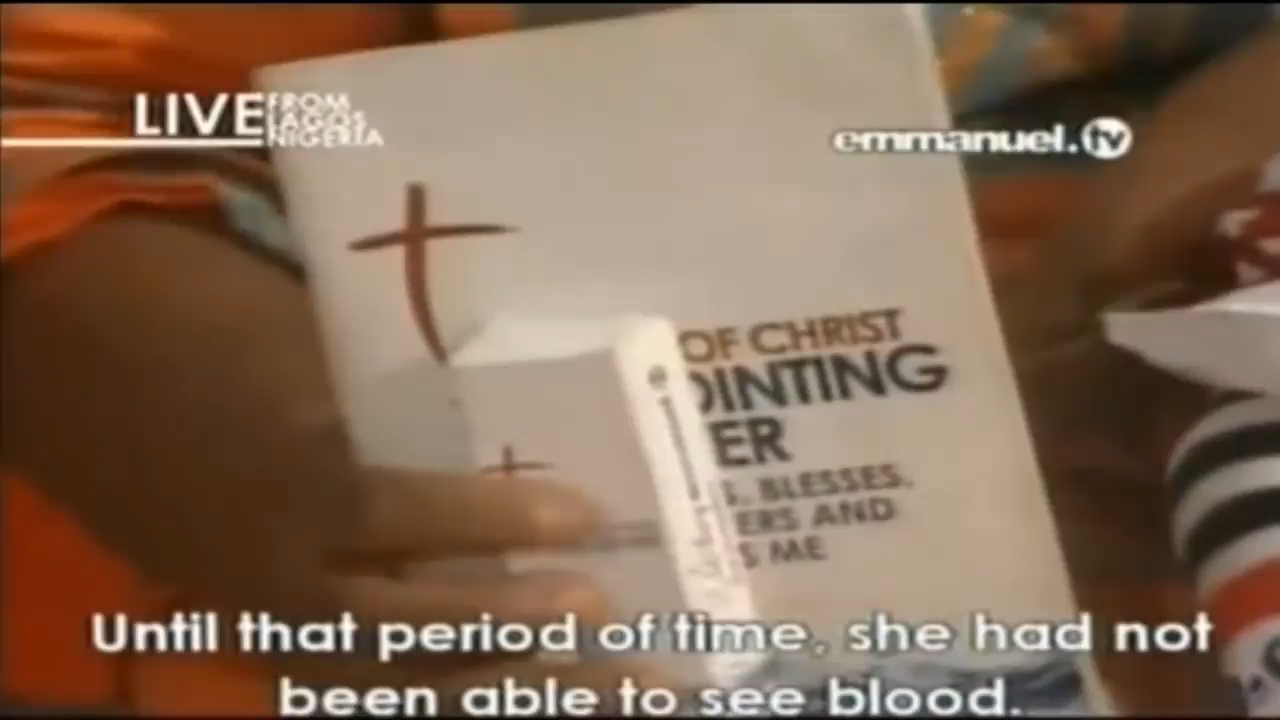 LIVE FROM
LAGOS
NIGERIA
emmanuel.tv
OF CHRIST
OINTING
ER
S, BLESSES,
ERS AND
S ME
Until that period of time, she had not
been able to see blood.